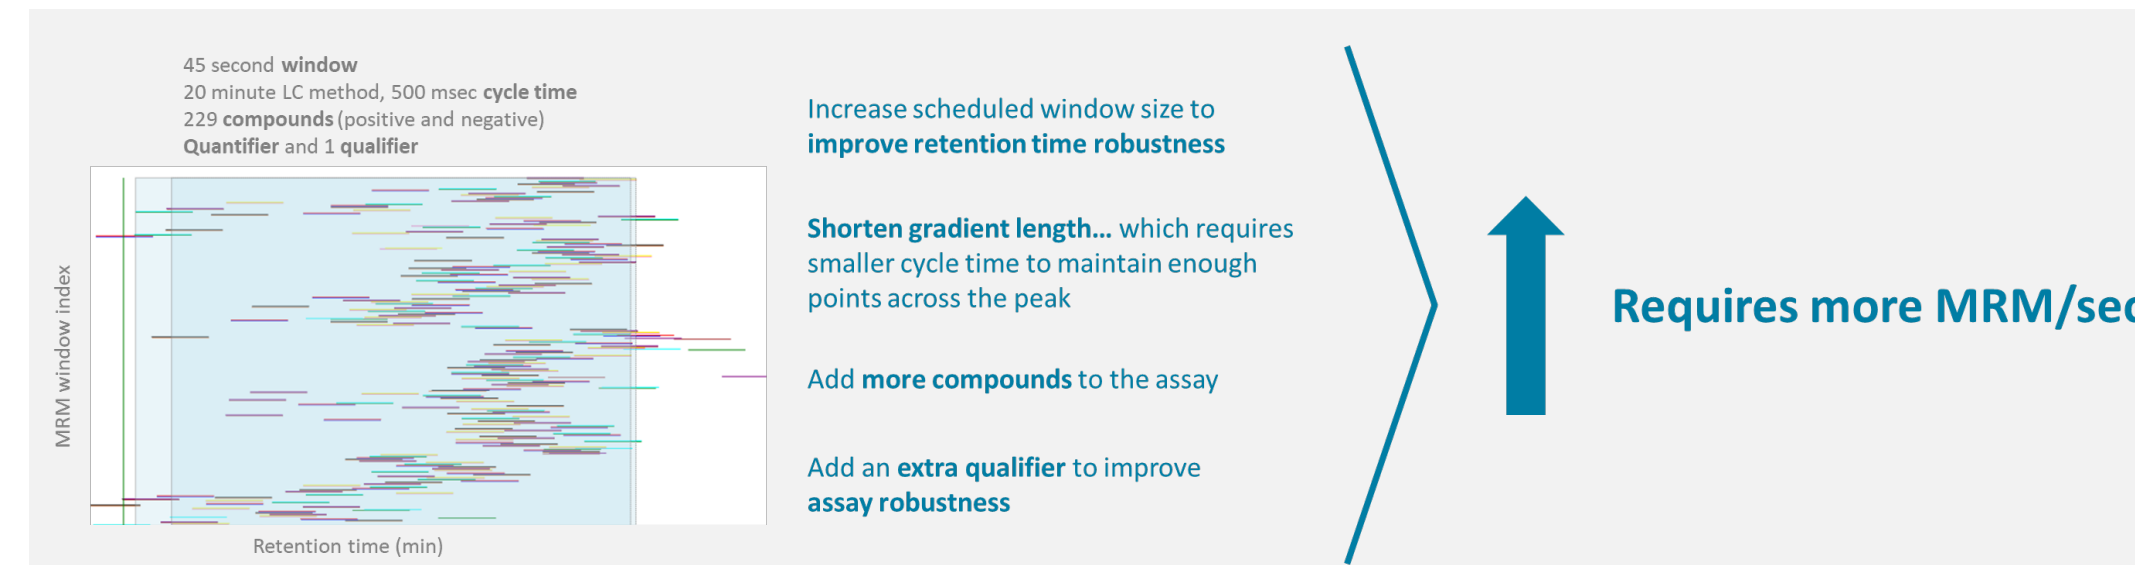 45 second window
20 minute LC method, 500 msec cycle time
229 compounds (positive and negative)
Quantifier and 1 qualifier
MRM window index
Retention time (min)
Increase scheduled window size to
improve retention time robustness
Shorten gradient length... which requires
smaller cycle time to maintain enough
points across the peak
Add more compounds to the assay
Add an extra qualifier to improve
assay robustness
Requires more MRM/sec